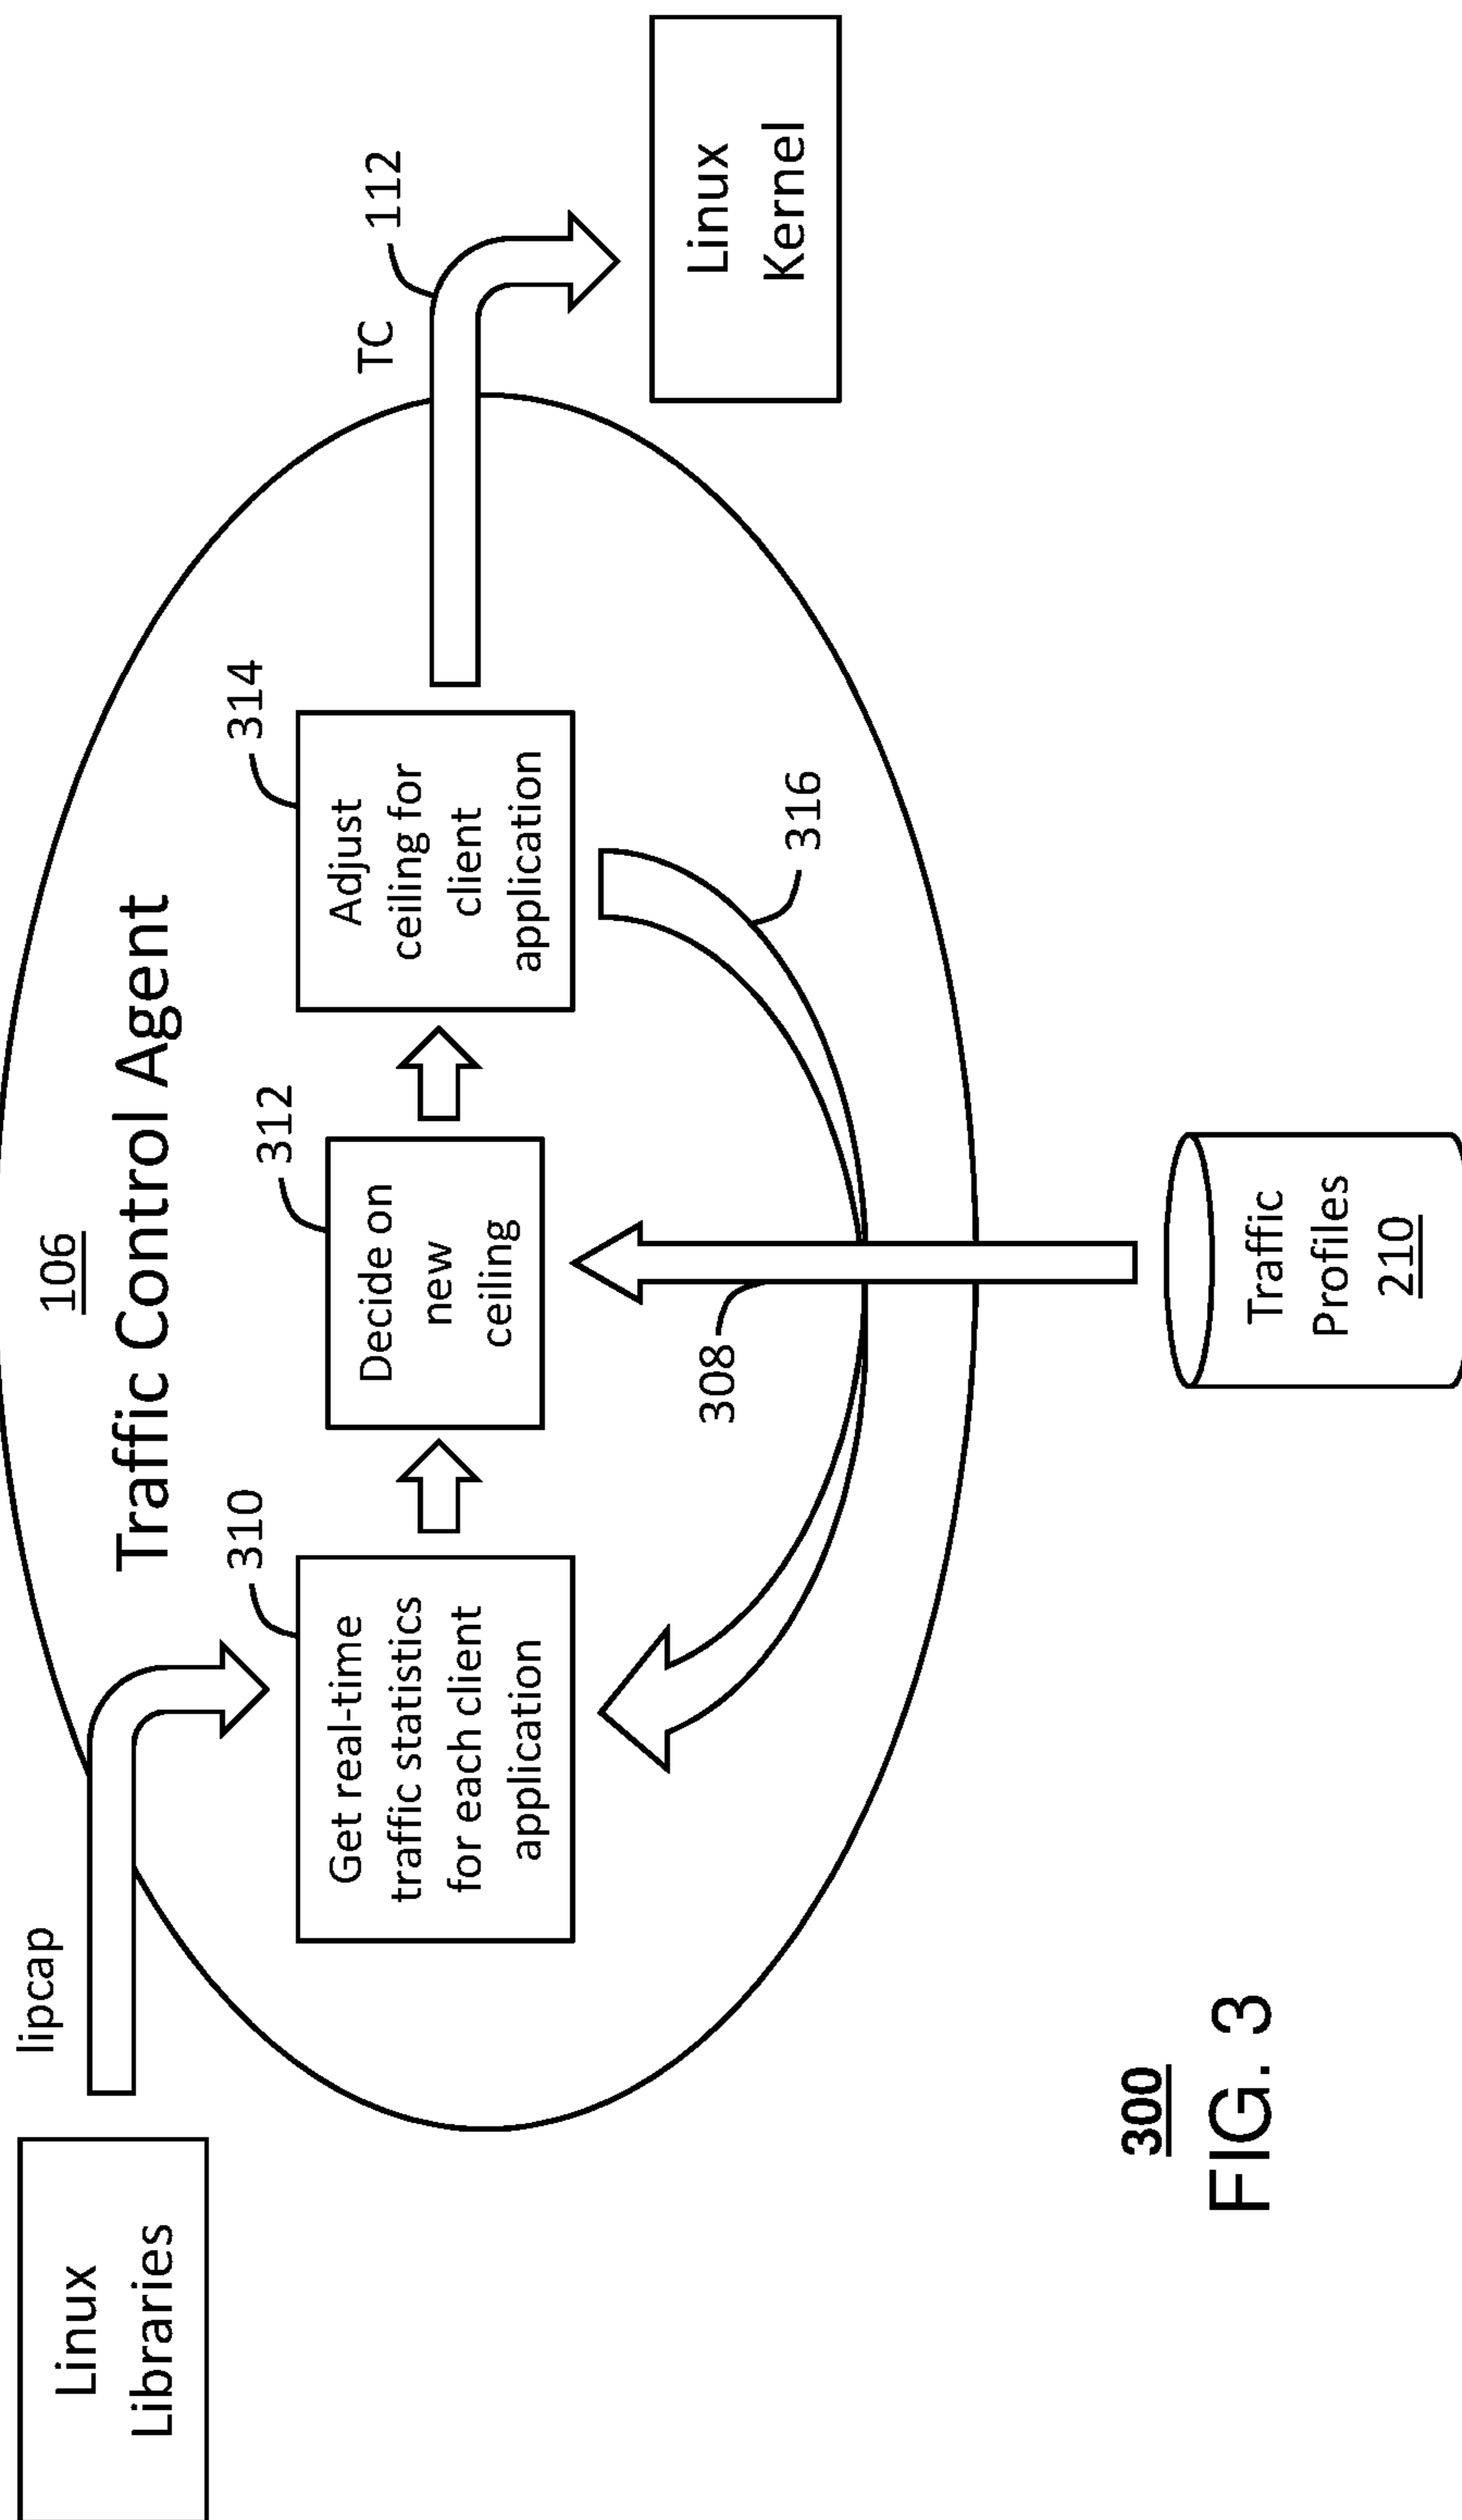 Linux
Libraries
lipcap
106
Traffic Control Agent
310
Get real-time
traffic statistics
for each client
application
312
Decide on
new
ceiling
314
Adjust
ceiling for
client
application
TC
112
Linux
Kernel
308
316
Traffic
Profiles
210
300
FIG. 3